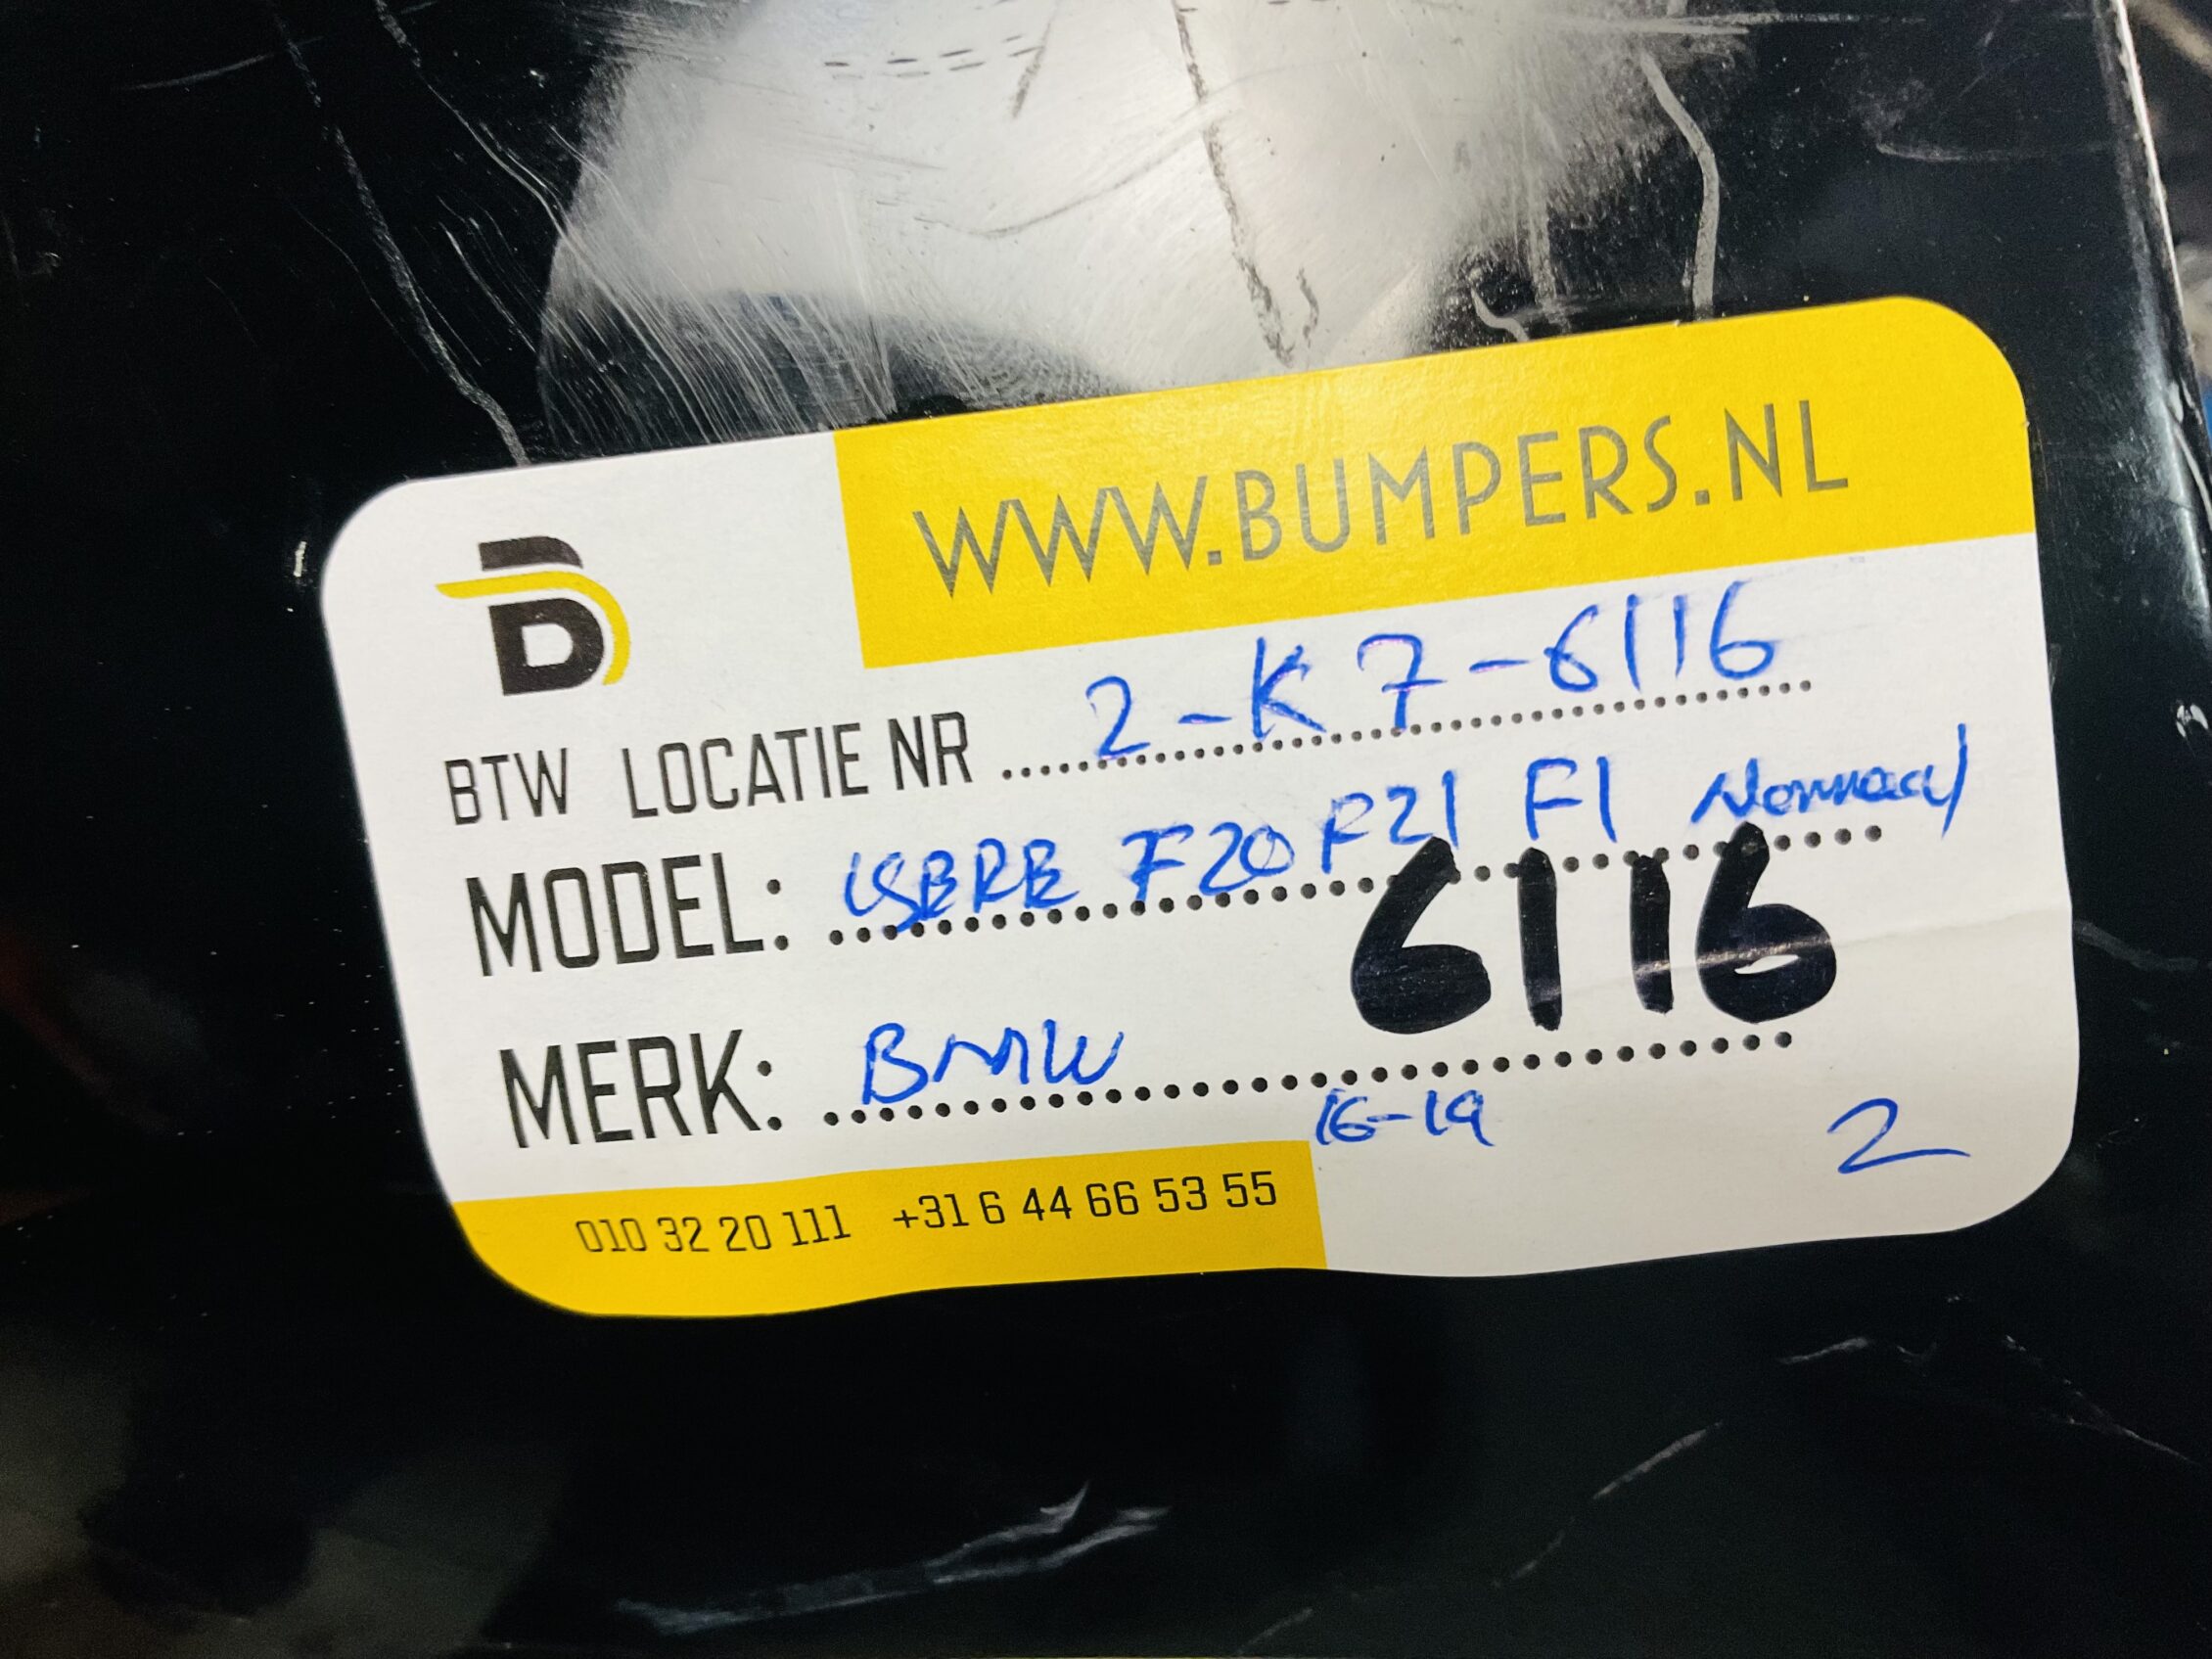 WWW.BUMPERS.NL
BTW LOCATIE NR 2-K7-6116
MODEL: F20 F21 F1 Normaal
6116
MERK: BMW
16-19
2
010 32 20 111 +31 6 44 66 53 55